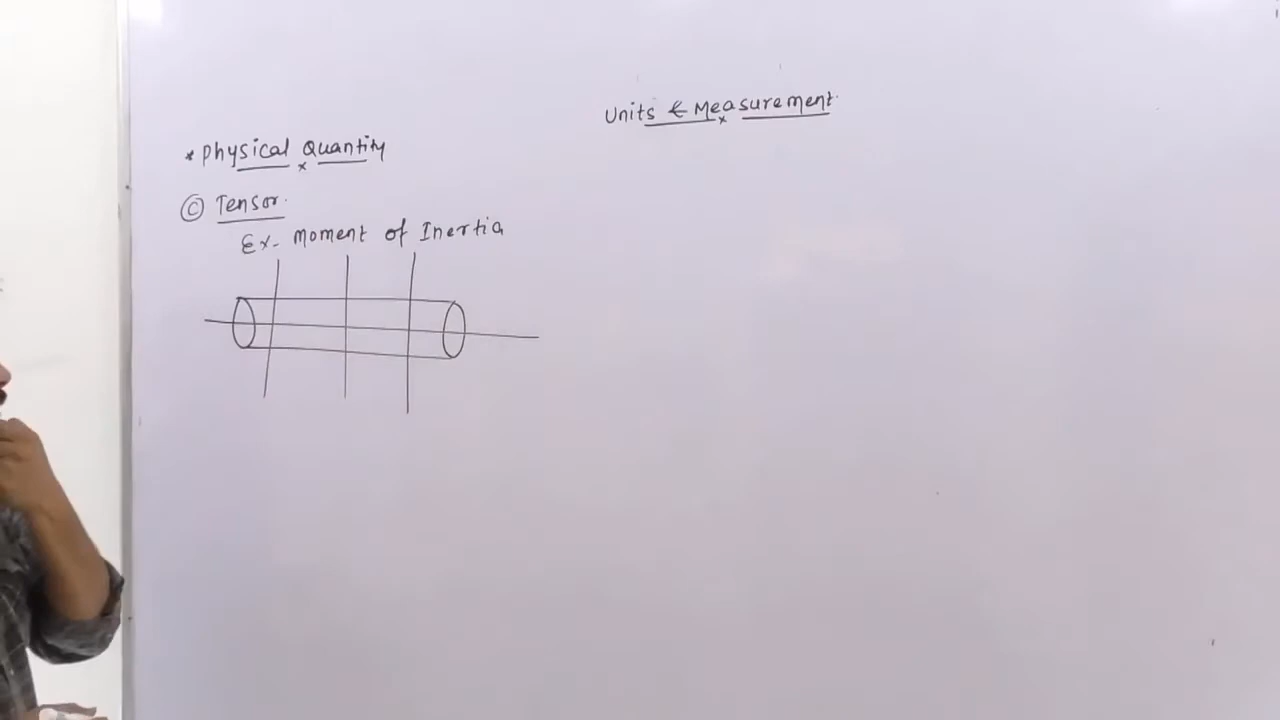 Units & Measurement
* Physical Quantity
Ⓒ Tensor.
Ex- Moment of Inertia